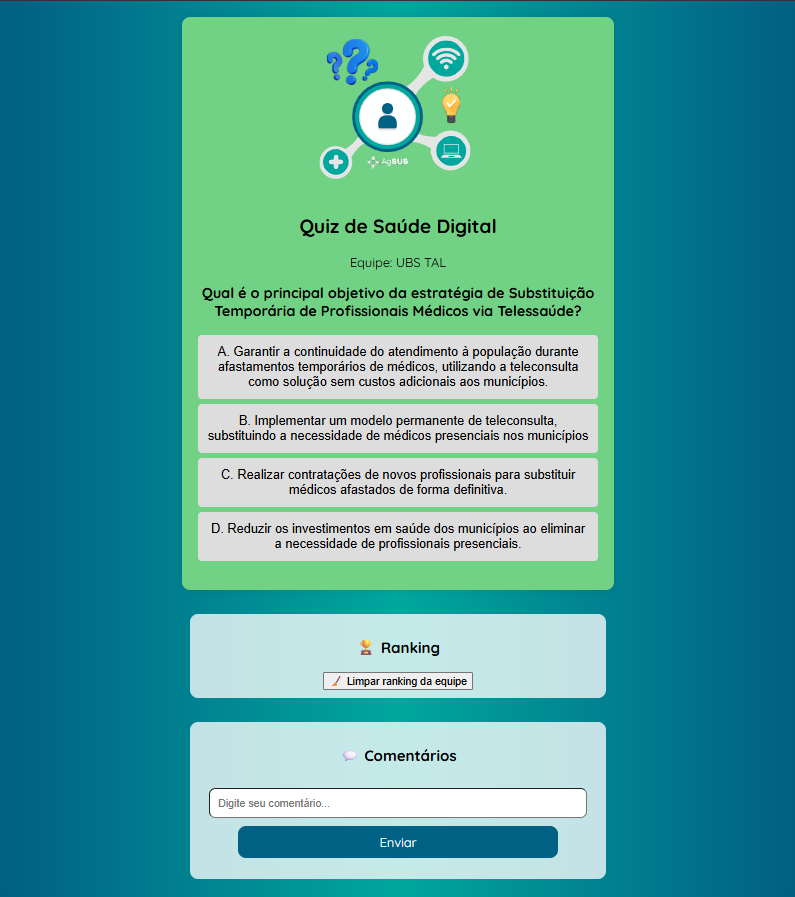 AgSUS
Quiz de Saúde Digital
Equipe: UBS TAL
Qual é o principal objetivo da estratégia de Substituição
Temporária de Profissionais Médicos via Telessaúde?
A. Garantir a continuidade do atendimento à população durante
afastamentos temporários de médicos, utilizando a teleconsulta
como solução sem custos adicionais aos municípios.
B. Implementar um modelo permanente de teleconsulta,
substituindo a necessidade de médicos presenciais nos municípios
C. Realizar contratações de novos profissionais para substituir
médicos afastados de forma definitiva.
D. Reduzir os investimentos em saúde dos municípios ao eliminar
a necessidade de profissionais presenciais.
Ranking
Limpar ranking da equipe
Comentários
Digite seu comentário...
Enviar